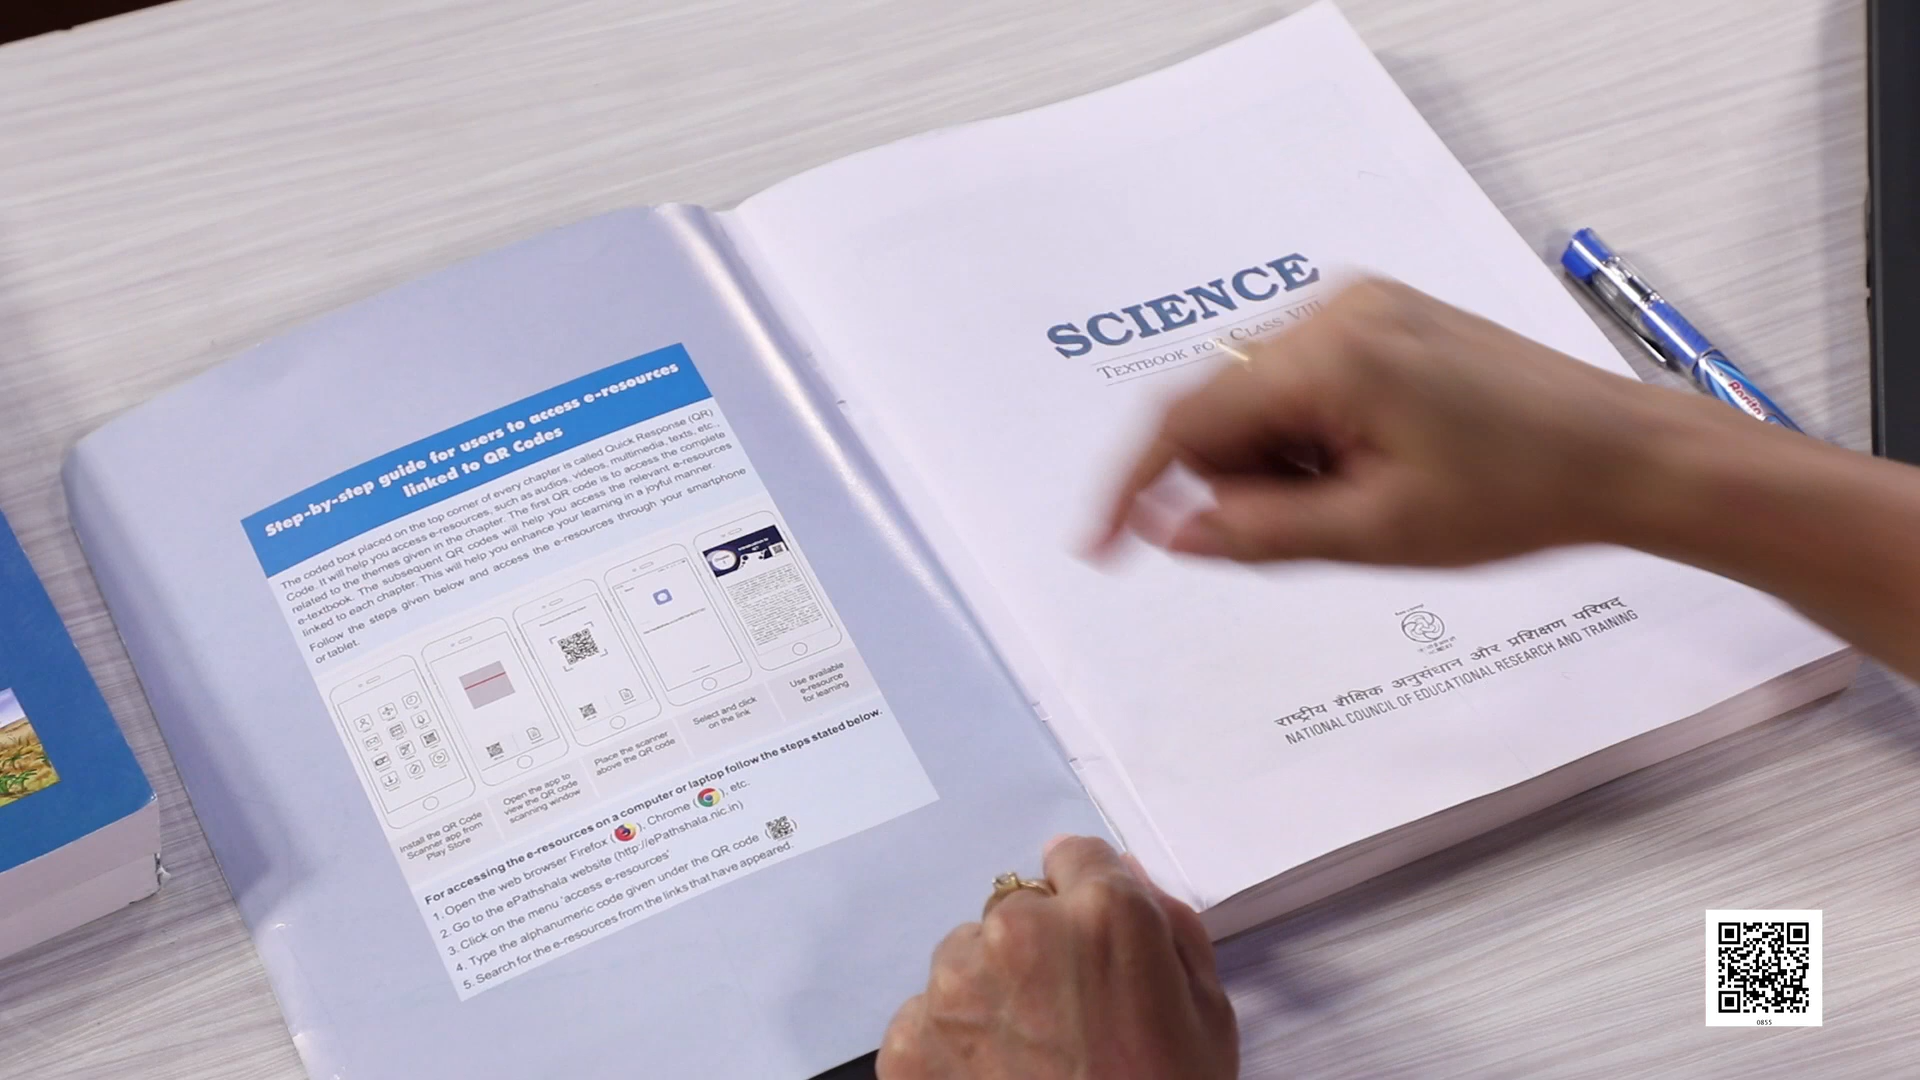 Step-by-step guide for users to access e-resources
linked to QR Codes
The coded box placed on the top corner of every chapter is called Quick Response (QR)
Code. It will help you access e-resources, such as audios, videos, multimedia, texts, etc.,
related to the themes given in the chapter. The first QR code is to access the complete
e-textbook. The subsequent QR codes will help you access the relevant e-resources
linked to each chapter. This will help you enhance your learning in a joyful manner.
Follow the steps given below and access the e-resources through your smartphone
or tablet.
Install the QR Code
Scanner app from
Play Store
Open the app to
view the QR code
scanning window
Place the scanner
above the QR code
Select and click
on the link
Use available
e-resource
for learning
For accessing the e-resources on a computer or laptop follow the steps stated below.
1. Open the web browser Firefox ( ), Chrome ( ), etc.
2. Go to the ePathshala website (http://ePathshala.nic.in)
3. Click on the menu 'access e-resources'
4. Type the alphanumeric code given under the QR code ( )
5. Search for the e-resources from the links that have appeared.
SCIENCE
TEXTBOOK FOR CLASS VIII
राष्ट्रीय शैक्षिक अनुसंधान और प्रशिक्षण परिषद्
NATIONAL COUNCIL OF EDUCATIONAL RESEARCH AND TRAINING
Rorito
0855